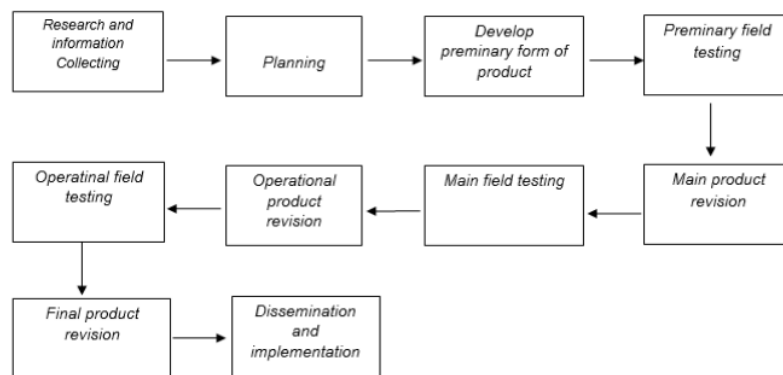 Research and
information
Collecting
Planning
Develop
preminary form of
product
Preminary field
testing
Main product
revision
Main field testing
Operational
product
revision
Operatinal field
testing
Final product
revision
Dissemination
and
implementation